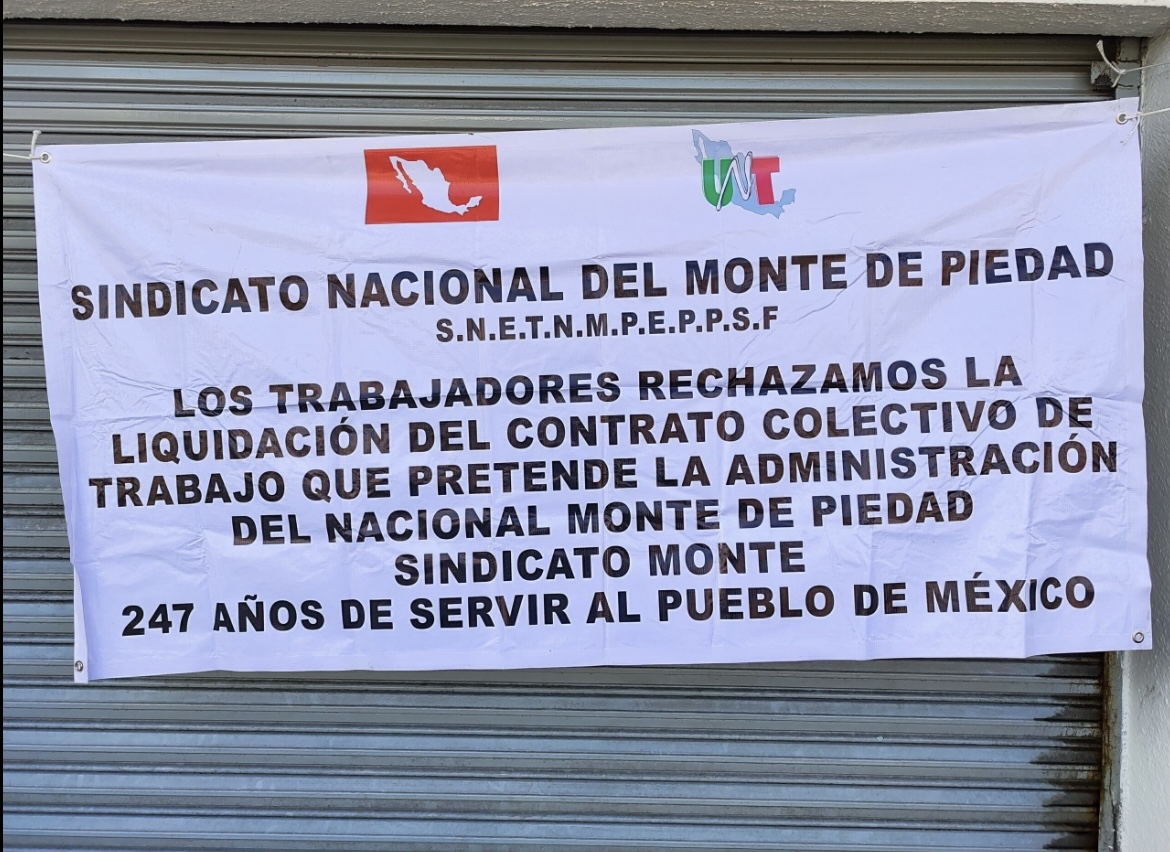 UNT
SINDICATO NACIONAL DEL MONTE DE PIEDAD
S.N.E.T.N.M.P.E.P.P.S.F
LOS TRABAJADORES RECHAZAMOS LA
LIQUIDACIÓN DEL CONTRATO COLECTIVO DE
TRABAJO QUE PRETENDE LA ADMINISTRACIÓN
DEL NACIONAL MONTE DE PIEDAD
SINDICATO MONTE
247 AÑOS DE SERVIR AL PUEBLO DE MÉXICO